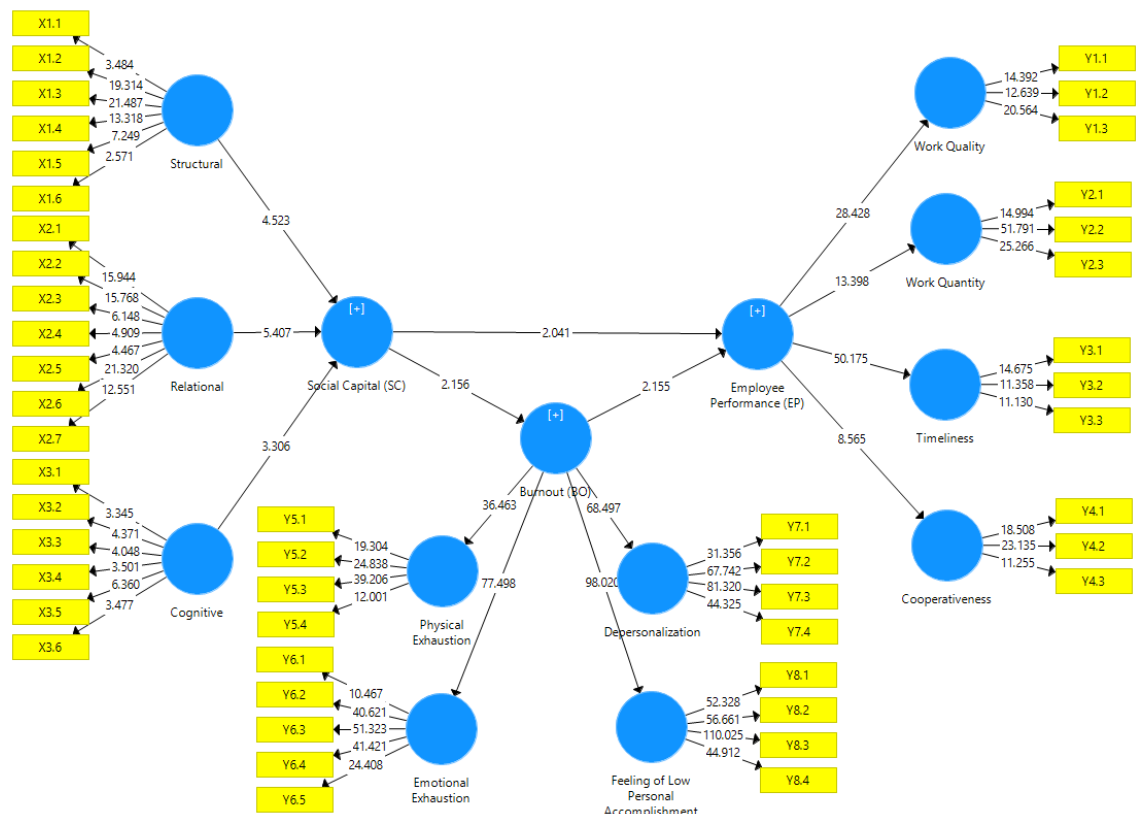 X1.1
X1.2
X1.3
X1.4
X1.5
X1.6
3.484
19.314
21.487
13.318
7.249
2.571
Structural
X2.1
X2.2
X2.3
X2.4
X2.5
X2.6
X2.7
15.944
15.768
6.148
4.909
4.467
21.320
12.551
Relational
X3.1
X3.2
X3.3
X3.4
X3.5
X3.6
3.345
4.371
4.048
3.501
6.360
3.477
Cognitive
4.523
5.407
3.306
[+]
Social Capital (SC)
2.041
2.156
2.155
[+]
Burnout (BO)
[+]
Employee
Performance (EP)
28.428
13.398
50.175
8.565
Work Quality
14.392
12.639
20.564
Y1.1
Y1.2
Y1.3
Work Quantity
14.994
51.791
25.266
Y2.1
Y2.2
Y2.3
Timeliness
14.675
11.358
11.130
Y3.1
Y3.2
Y3.3
Cooperativeness
18.508
23.135
11.255
Y4.1
Y4.2
Y4.3
36.463
77.498
68.497
98.020
Y5.1
Y5.2
Y5.3
Y5.4
19.304
24.838
39.206
12.001
Physical
Exhaustion
Y6.1
Y6.2
Y6.3
Y6.4
Y6.5
10.467
40.621
51.323
41.421
24.408
Emotional
Exhaustion
Depersonalization
31.356
67.742
81.320
44.325
Y7.1
Y7.2
Y7.3
Y7.4
Feeling of Low
Personal
Accomplishment
52.328
56.661
110.025
44.912
Y8.1
Y8.2
Y8.3
Y8.4